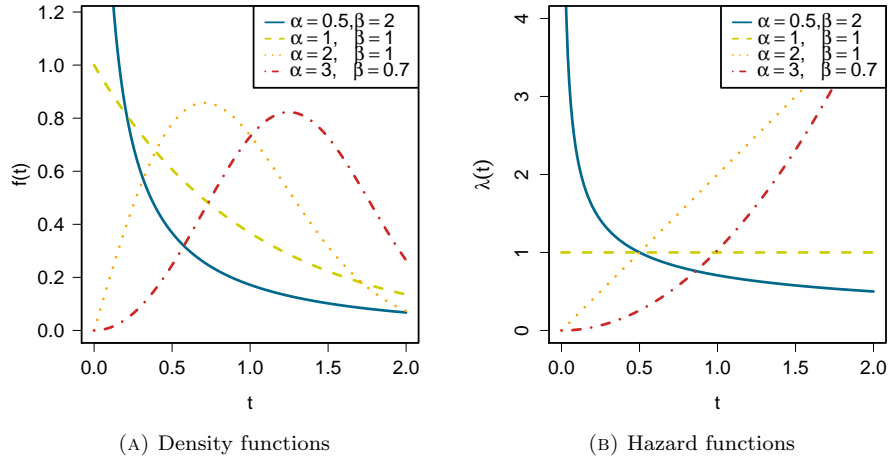 α = 0.5, β = 2
α = 1, β = 1
α = 2, β = 1
α = 3, β = 0.7
1.2
1.0
0.8
0.6
0.4
0.2
0.0
f(t)
0.0 0.5 1.0 1.5 2.0
t
(A) Density functions
α = 0.5, β = 2
α = 1, β = 1
α = 2, β = 1
α = 3, β = 0.7
4
3
2
1
0
λ(t)
0.0 0.5 1.0 1.5 2.0
t
(B) Hazard functions